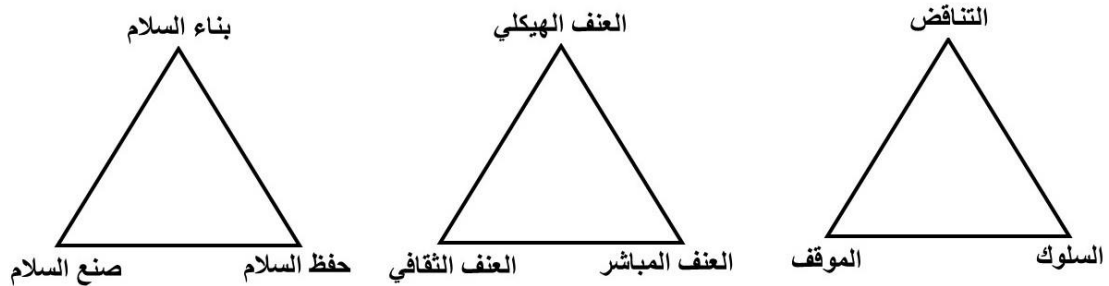 التناقض
السلوك
الموقف
العنف الهيكلي
العنف المباشر
العنف الثقافي
بناء السلام
حفظ السلام
صنع السلام